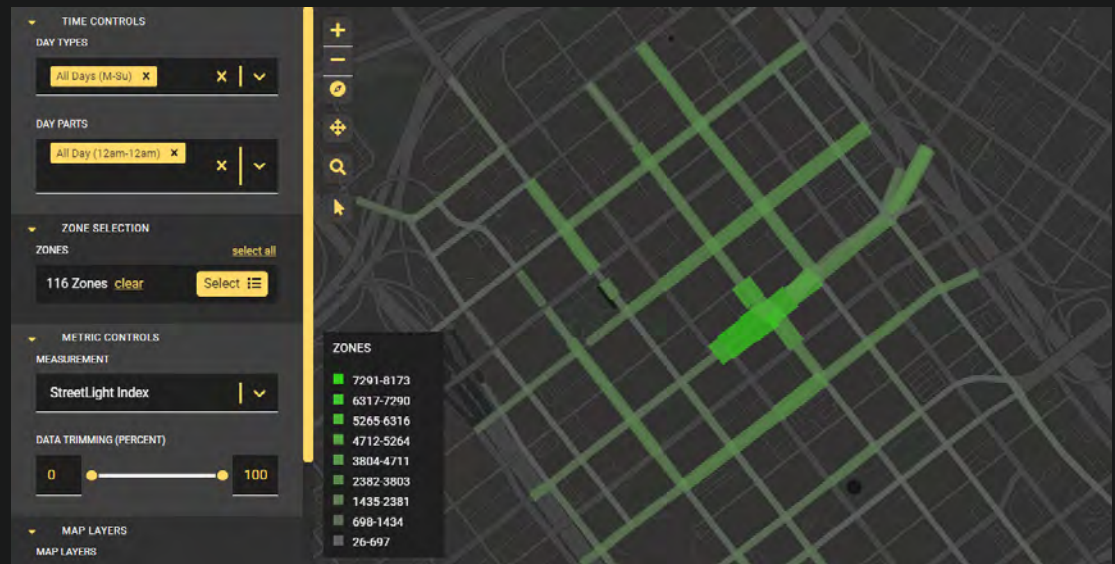 TIME CONTROLS
DAY TYPES
All Days (M-Su) x
DAY PARTS
All Day (12am-12am) x
ZONE SELECTION
ZONES select all
116 Zones clear Select
METRIC CONTROLS
MEASUREMENT
StreetLight Index
DATA TRIMMING (PERCENT)
0 100
MAP LAYERS
MAP LAYERS
ZONES
7291-8173
6317-7290
5265-6316
4712-5264
3804-4711
2382-3803
1435-2381
698-1434
26-697